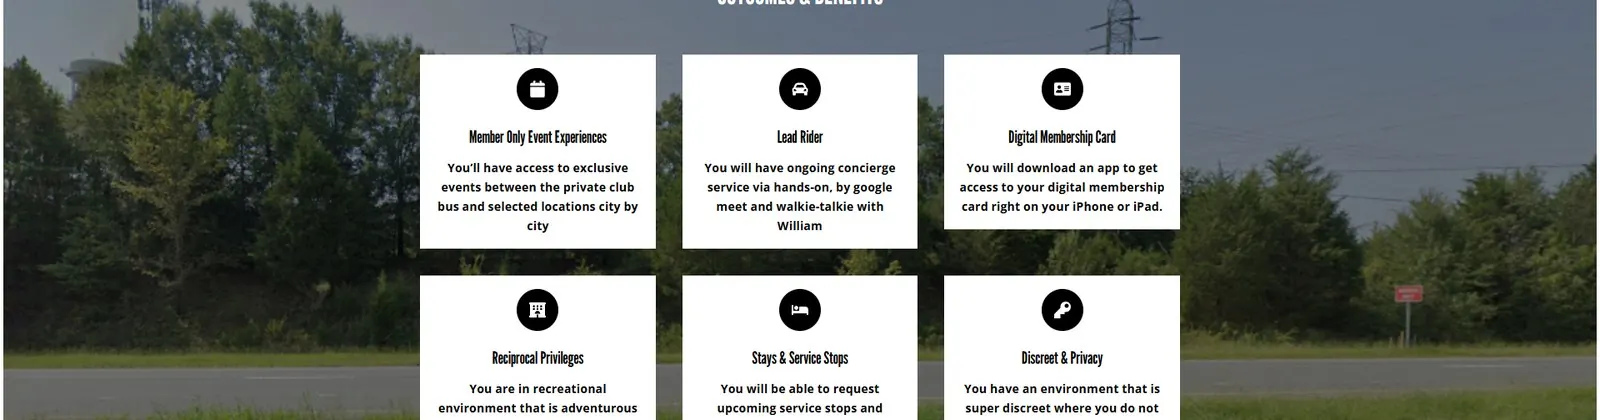 OUTCOMES & BENEFITS
Member Only Event Experiences
You'll have access to exclusive
events between the private club
bus and selected locations city by
city
Lead Rider
You will have ongoing concierge
service via hands-on, by google
meet and walkie-talkie with
William
Digital Membership Card
You will download an app to get
access to your digital membership
card right on your iPhone or iPad.
Reciprocal Privileges
You are in recreational
environment that is adventurous
Stays & Service Stops
You will be able to request
upcoming service stops and
Discreet & Privacy
You have an environment that is
super discreet where you do not